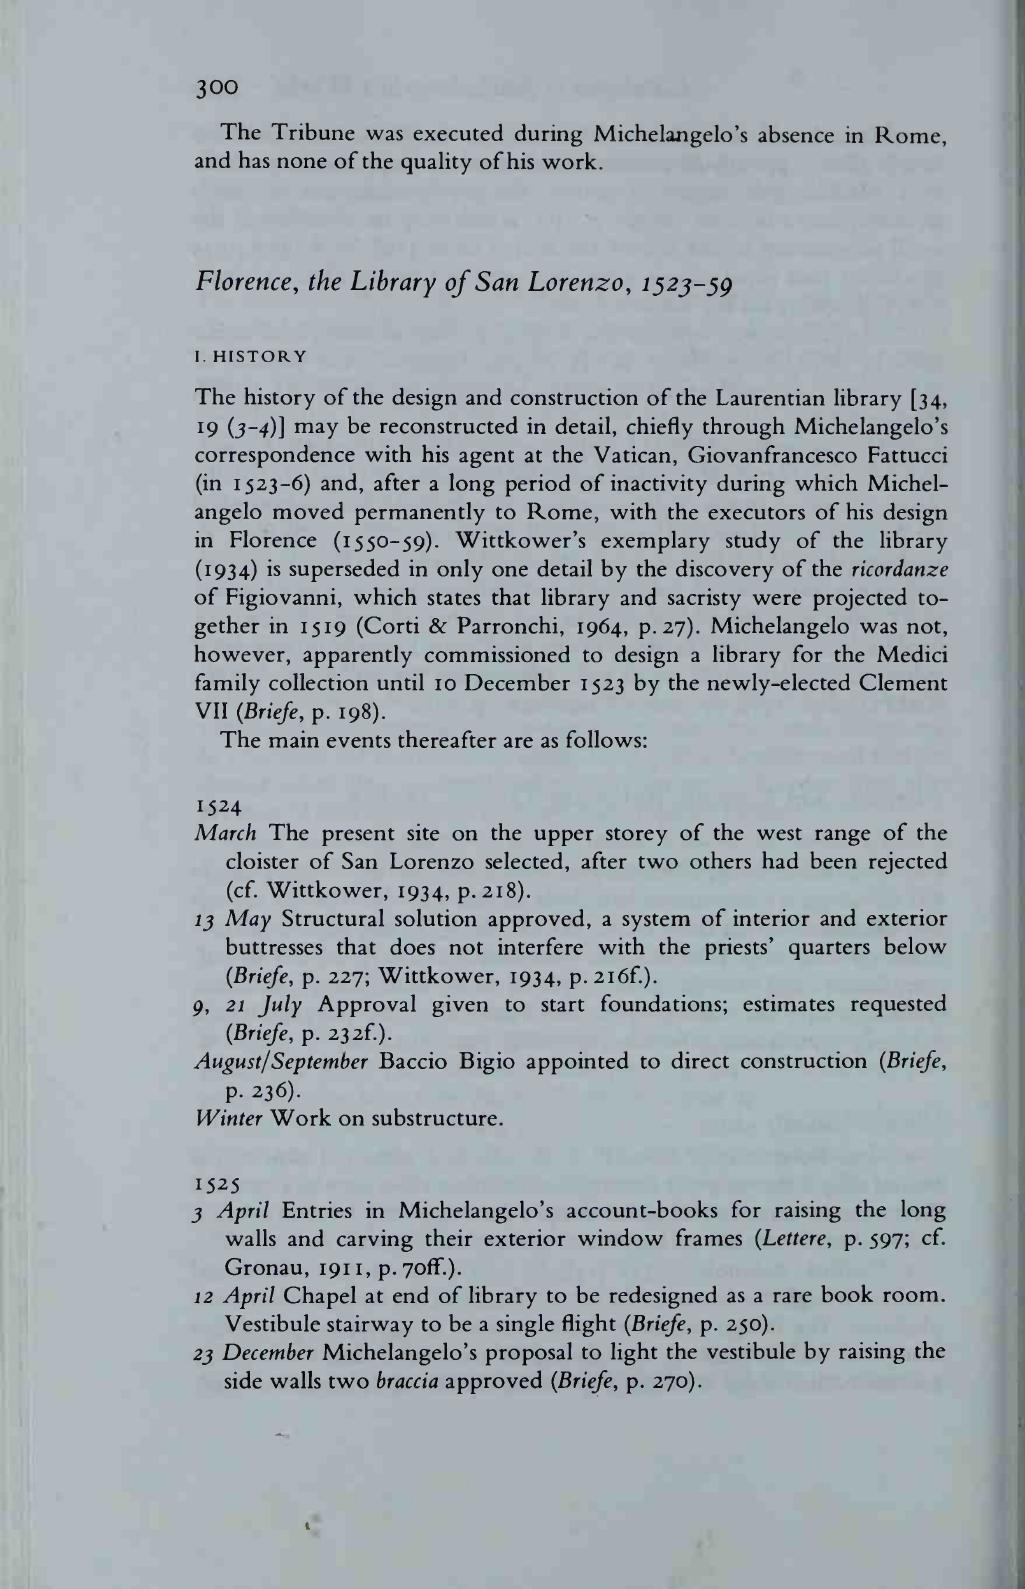 300
The Tribune was executed during Michelangelo's absence in Rome,
and has none of the quality of his work.
Florence, the Library of San Lorenzo, 1523-59
I. HISTORY
The history of the design and construction of the Laurentian library [34,
19 (3-4)] may be reconstructed in detail, chiefly through Michelangelo's
correspondence with his agent at the Vatican, Giovanfrancesco Fattucci
(in 1523-6) and, after a long period of inactivity during which Michel-
angelo moved permanently to Rome, with the executors of his design
in Florence (1550-59). Wittkower's exemplary study of the library
(1934) is superseded in only one detail by the discovery of the ricordanze
of Figiovanni, which states that library and sacristy were projected to-
gether in 1519 (Corti & Parronchi, 1964, p. 27). Michelangelo was not,
however, apparently commissioned to design a library for the Medici
family collection until 10 December 1523 by the newly-elected Clement
VII (Briefe, p. 198).
The main events thereafter are as follows:
1524
March The present site on the upper storey of the west range of the
cloister of San Lorenzo selected, after two others had been rejected
(cf. Wittkower, 1934, p. 218).
13 May Structural solution approved, a system of interior and exterior
buttresses that does not interfere with the priests' quarters below
(Briefe, p. 227; Wittkower, 1934, p. 216f.).
9, 21 July Approval given to start foundations; estimates requested
(Briefe, p. 232f.).
August/September Baccio Bigio appointed to direct construction (Briefe,
p. 236).
Winter Work on substructure.
1525
3 April Entries in Michelangelo's account-books for raising the long
walls and carving their exterior window frames (Lettere, p. 597; cf.
Gronau, 1911, p. 70ff.).
12 April Chapel at end of library to be redesigned as a rare book room.
Vestibule stairway to be a single flight (Briefe, p. 250).
23 December Michelangelo's proposal to light the vestibule by raising the
side walls two braccia approved (Briefe, p. 270).